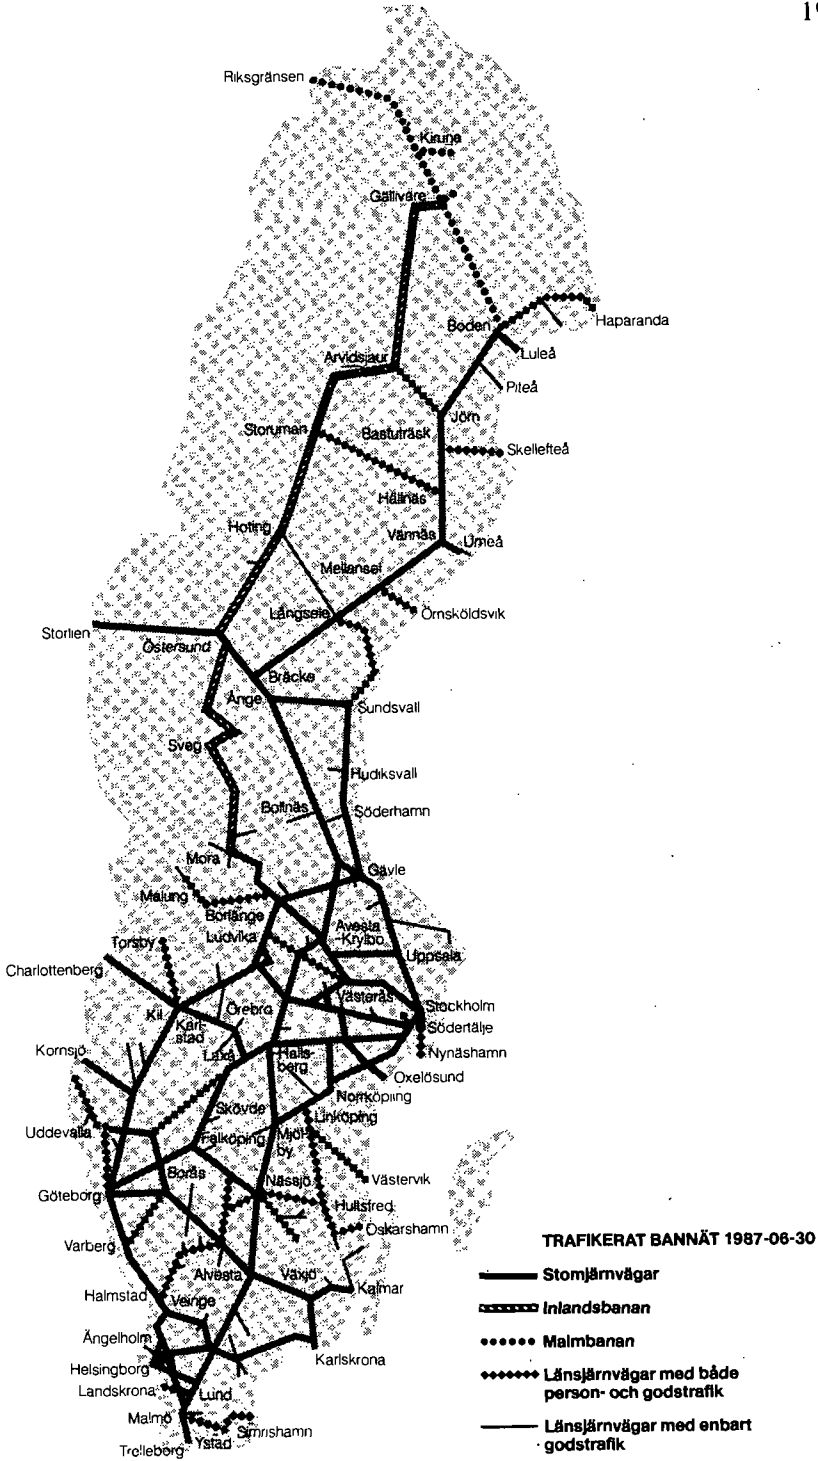 Riksgränsen
Kiruna
Gällivare
Boden
Haparanda
Luleå
Arvidsjaur
Piteå
Jörn
Storuman
Bastuträsk
Skellefteå
Hällnäs
Hoting
Vännäs
Umeå
Mellansel
Långsele
Örnsköldsvik
Storlien
Östersund
Bräcke
Ånge
Sundsvall
Sveg
Hudiksvall
Bollnäs
Söderhamn
Mora
Gävle
Malung
Borlänge
Avesta
Krylbo
Ludvika
Torsby
Uppsala
Charlottenberg
Västerås
Stockholm
Kil
Örebro
Karl-
stad
Södertälje
Kornsjö
Laxå
Halls-
berg
Nynäshamn
Oxelösund
Norrköping
Skövde
Linköping
Uddevalla
Falköping
Mjöl-
by
Borås
Nässjö
Västervik
Göteborg
Hultsfred
Oskarshamn
Varberg
Alvesta
Växjö
Kalmar
Halmstad
Veinge
Ängelholm
Karlskrona
Helsingborg
Landskrona
Lund
Malmö
Simrishamn
Ystad
Trelleborg
TRAFIKERAT BANNÄT 1987-06-30
Stomjärnvägar
Inlandsbanan
Malmbanan
Länsjärnvägar med både
person- och godstrafik
Länsjärnvägar med enbart
godstrafik